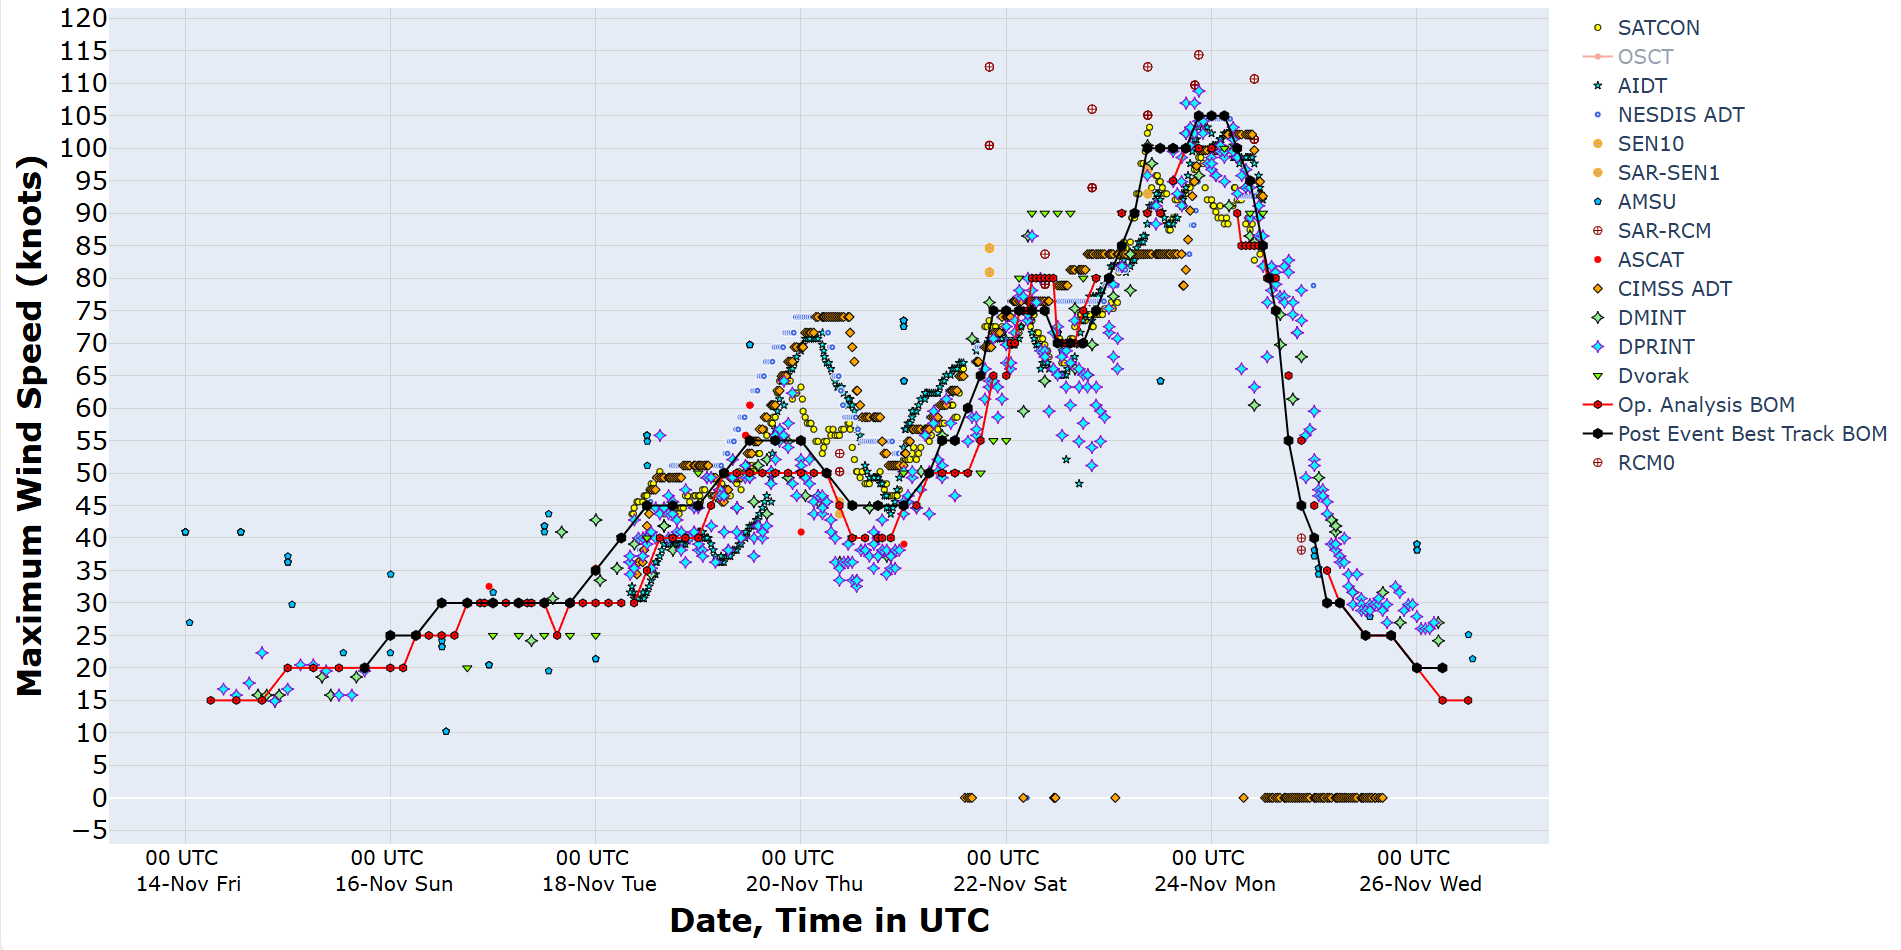 120
115
110
105
100
95
90
85
80
75
70
65
60
55
50
45
40
35
30
25
20
15
10
5
0
−5
Maximum Wind Speed (knots)
00 UTC
14-Nov Fri
00 UTC
16-Nov Sun
00 UTC
18-Nov Tue
00 UTC
20-Nov Thu
00 UTC
22-Nov Sat
00 UTC
24-Nov Mon
00 UTC
26-Nov Wed
Date, Time in UTC
SATCON
OSCT
AIDT
NESDIS ADT
SEN10
SAR-SEN1
AMSU
SAR-RCM
ASCAT
CIMSS ADT
DMINT
DPRINT
Dvorak
Op. Analysis BOM
Post Event Best Track BOM
RCM0